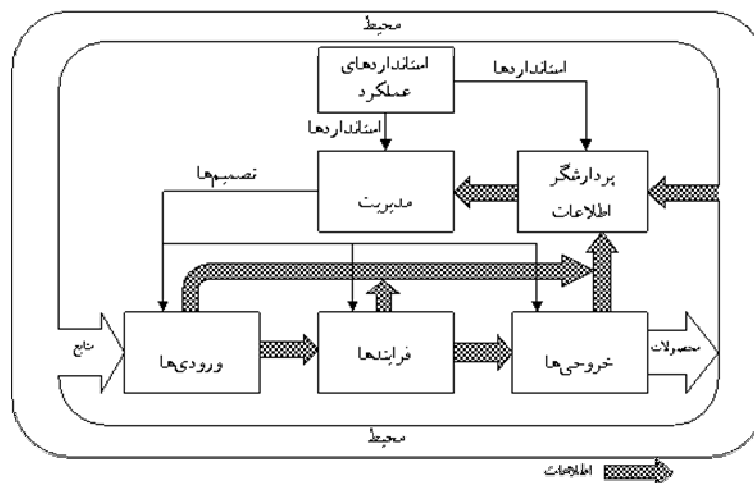 محیط
استانداردهای
عملکرد
استانداردها
استانداردها
پردازشگر
اطلاعات
مدیریت
تصمیم‌ها
منابع
ورودی‌ها
فرایندها
خروجی‌ها
محصولات
محیط
اطلاعات